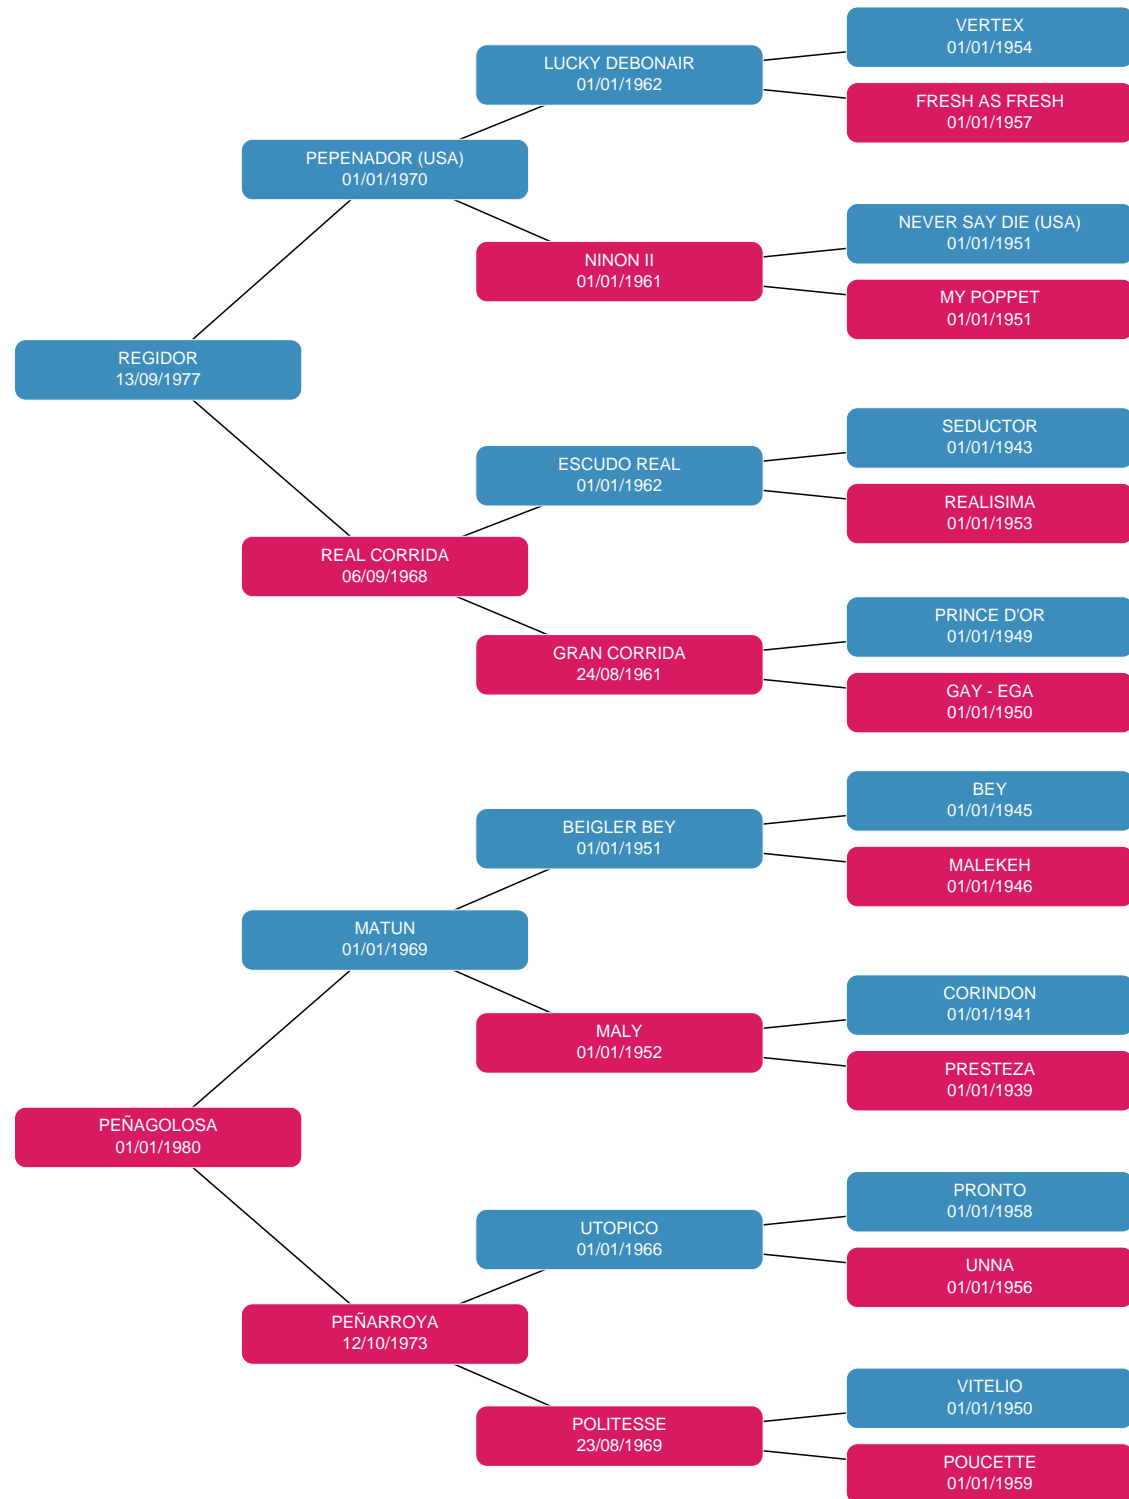 VERTEX
01/01/1954
LUCKY DEBONAIR
01/01/1962
FRESH AS FRESH
01/01/1957
PEPENADOR (USA)
01/01/1970
NEVER SAY DIE (USA)
01/01/1951
NINON II
01/01/1961
MY POPPET
01/01/1951
REGIDOR
13/09/1977
SEDUCTOR
01/01/1943
ESCUDO REAL
01/01/1962
REALISIMA
01/01/1953
REAL CORRIDA
06/09/1968
PRINCE D'OR
01/01/1949
GRAN CORRIDA
24/08/1961
GAY - EGA
01/01/1950
BEY
01/01/1945
BEIGLER BEY
01/01/1951
MALEKEH
01/01/1946
MATUN
01/01/1969
CORINDON
01/01/1941
MALY
01/01/1952
PRESTEZA
01/01/1939
PEÑAGOLOSA
01/01/1980
PRONTO
01/01/1958
UTOPICO
01/01/1966
UNNA
01/01/1956
PEÑARROYA
12/10/1973
VITELIO
01/01/1950
POLITESSE
23/08/1969
POUCETTE
01/01/1959